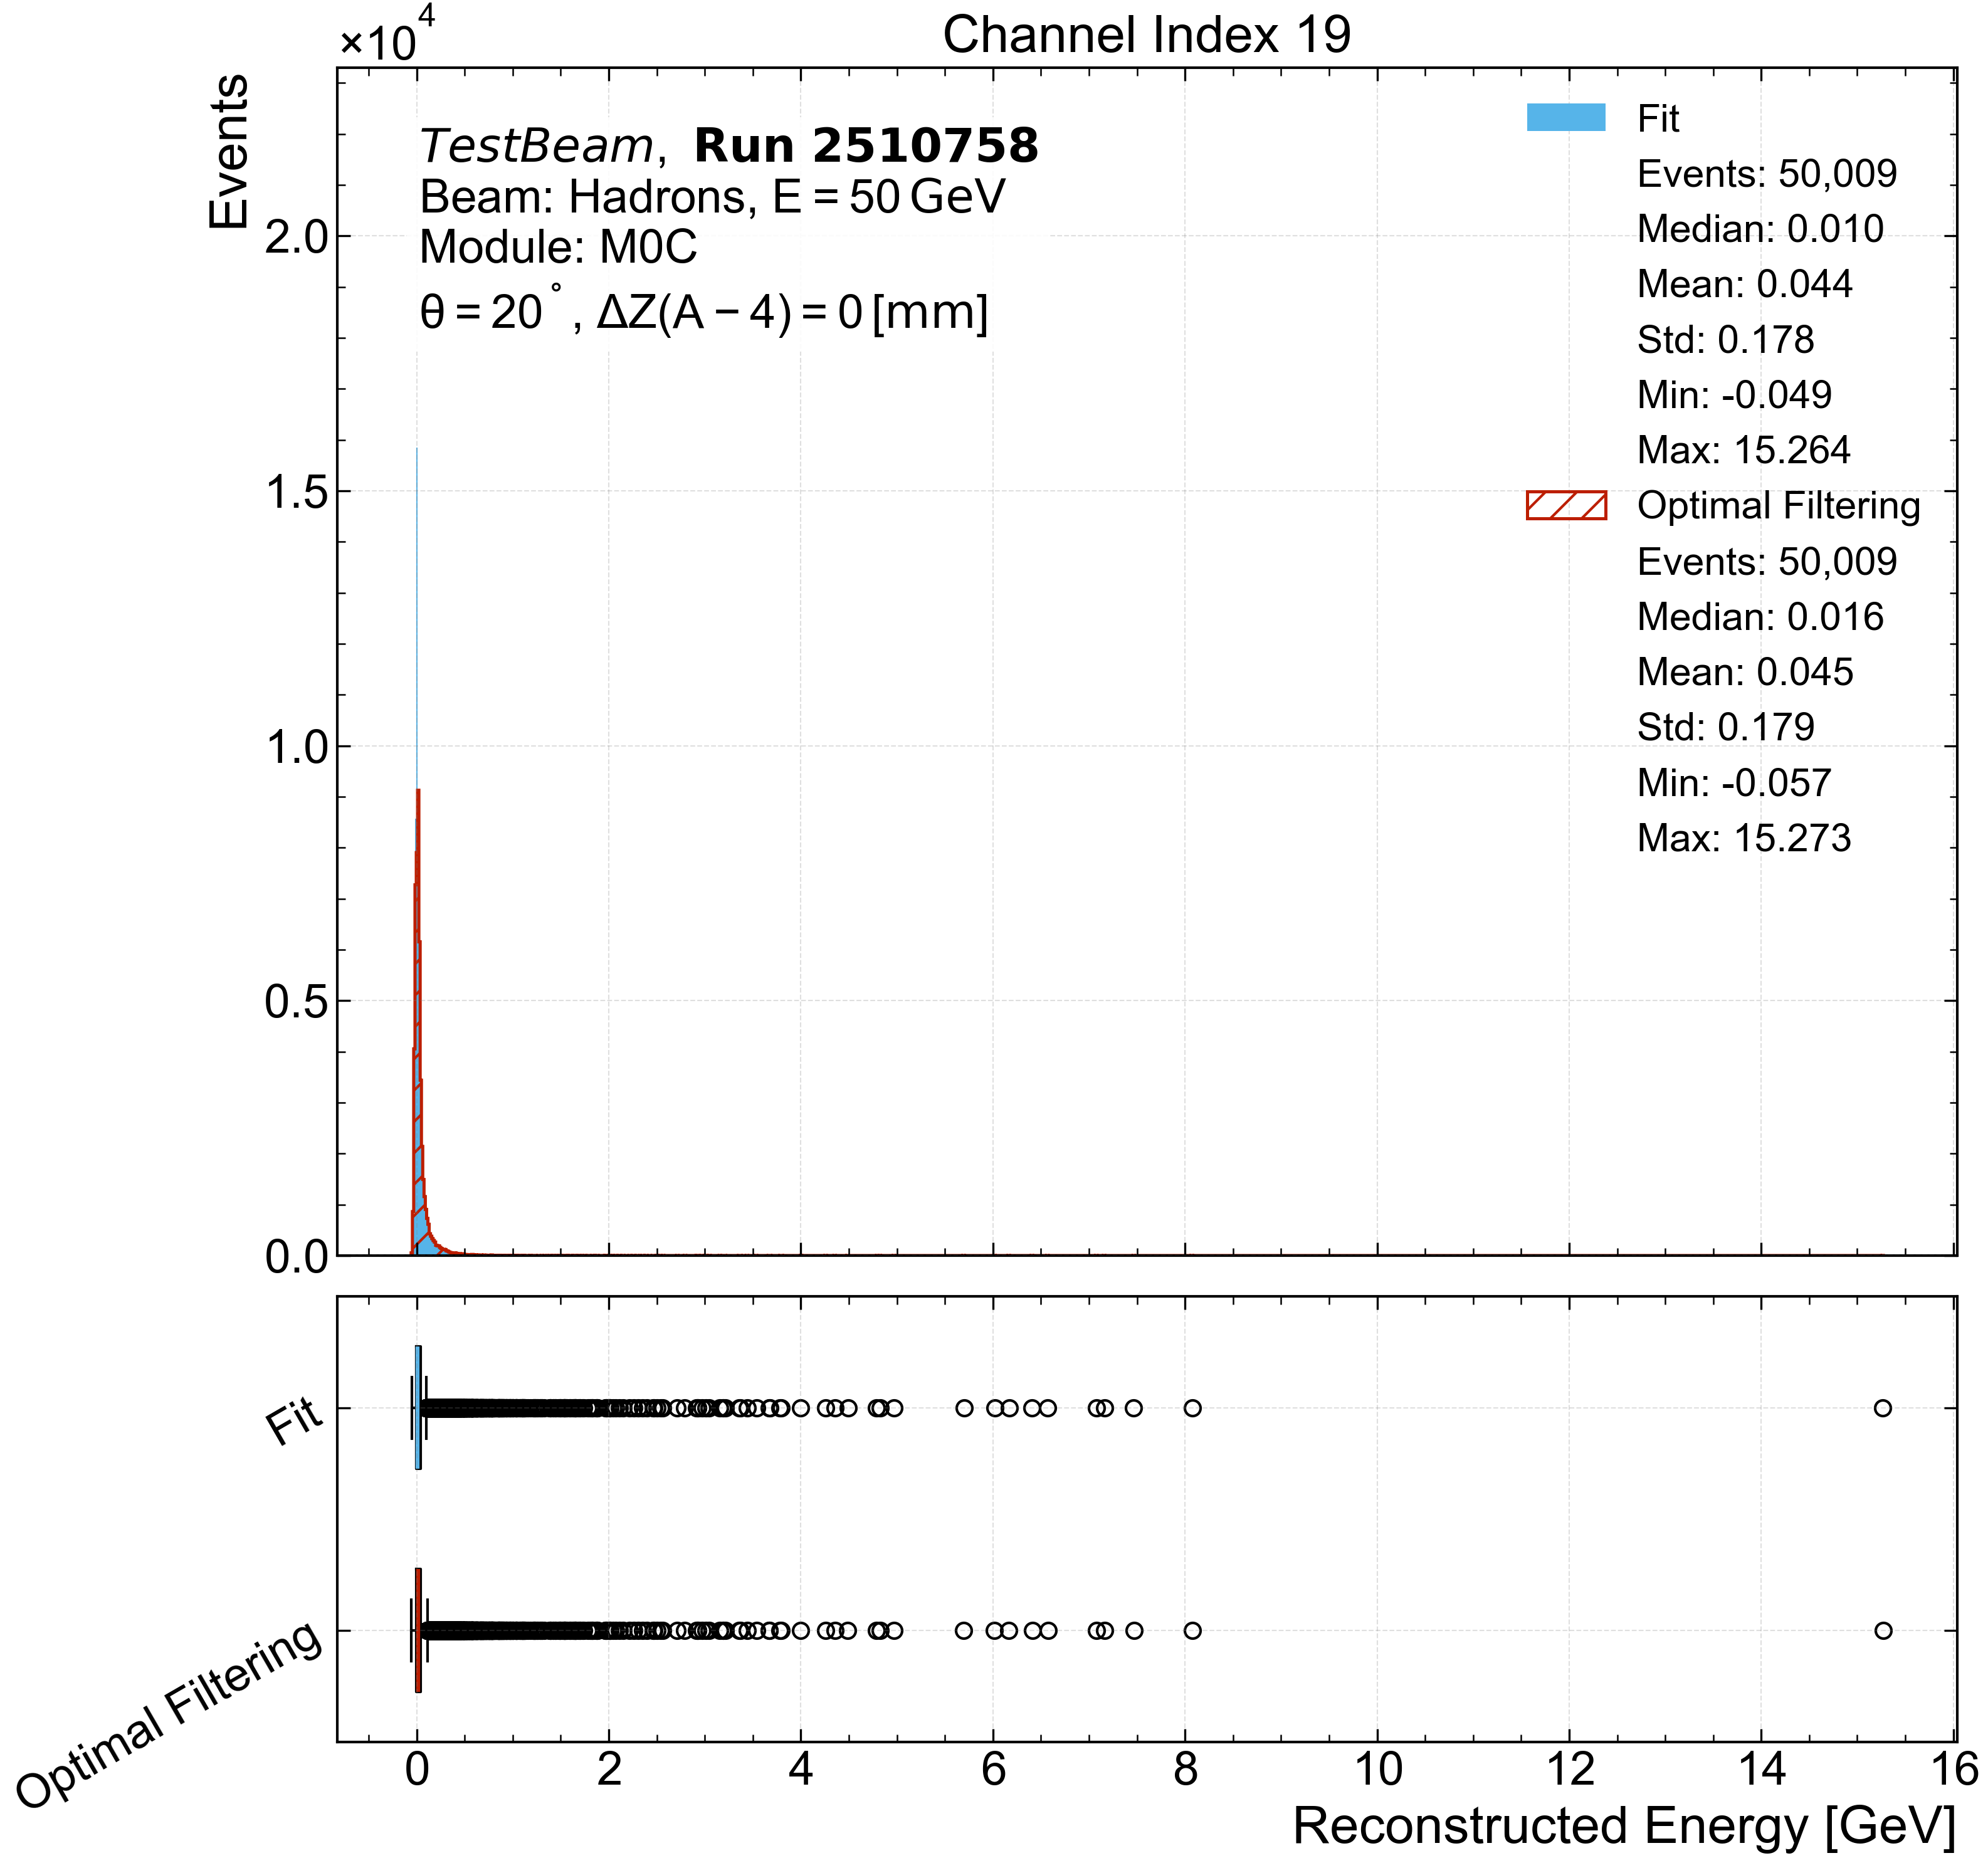 Channel Index 19
×10⁴
Events
TestBeam, Run 2510758
Beam: Hadrons, E = 50 GeV
Module: M0C
θ = 20°, ΔZ(A − 4) = 0 [mm]
Fit
Events: 50,009
Median: 0.010
Mean: 0.044
Std: 0.178
Min: -0.049
Max: 15.264
Optimal Filtering
Events: 50,009
Median: 0.016
Mean: 0.045
Std: 0.179
Min: -0.057
Max: 15.273
2.0
1.5
1.0
0.5
0.0
Fit
Optimal Filtering
0 2 4 6 8 10 12 14 16
Reconstructed Energy [GeV]